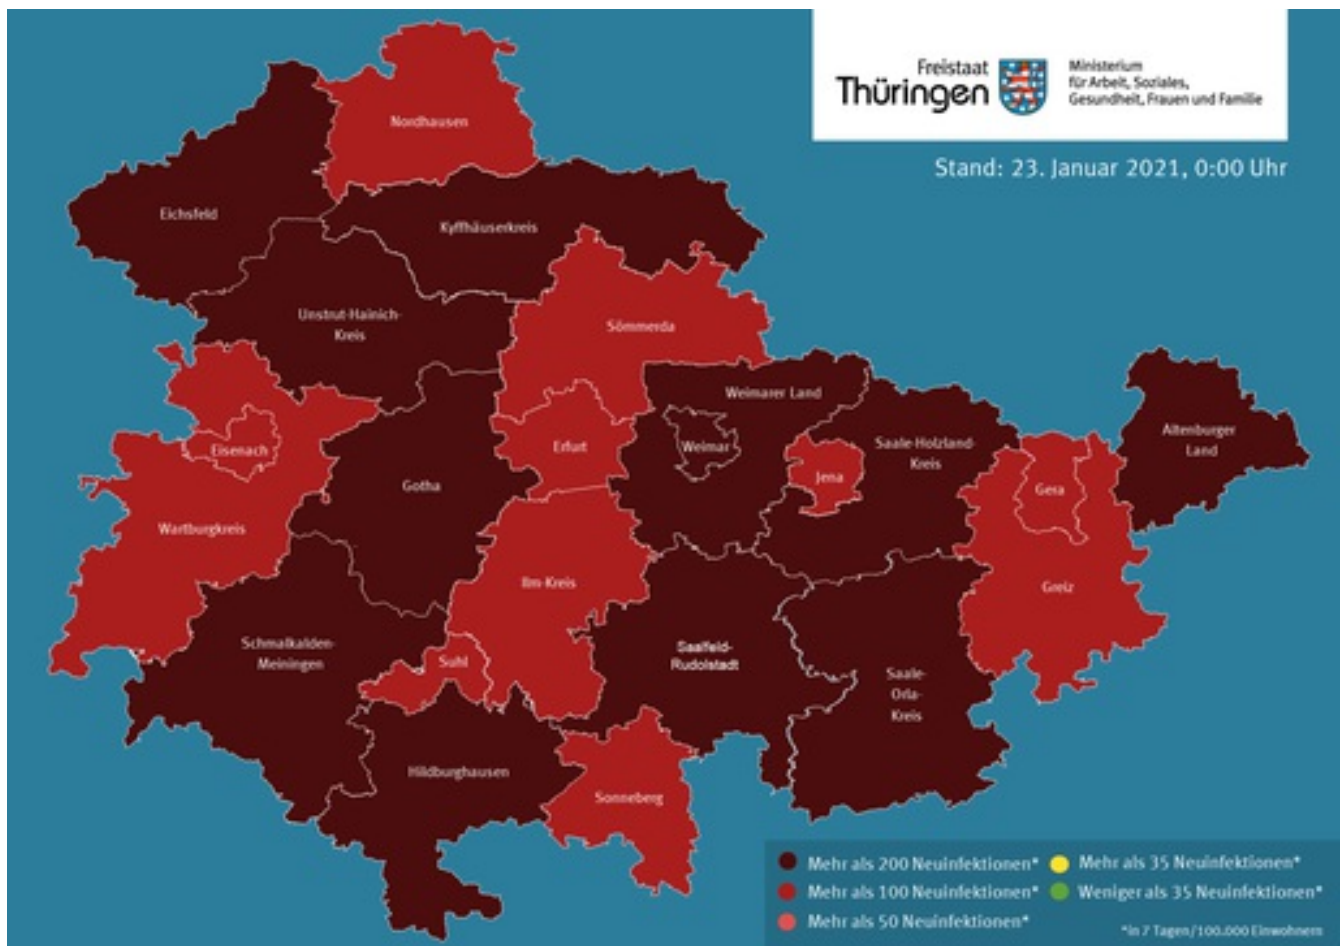 Freistaat
Thüringen
Ministerium
für Arbeit, Soziales,
Gesundheit, Frauen und Familie
Stand: 23. Januar 2021, 0:00 Uhr
Nordhausen
Eichsfeld
Kyffhäuserkreis
Unstrut-Hainich-
Kreis
Sömmerda
Weimarer Land
Altenburger
Land
Eisenach
Erfurt
Weimar
Saale-Holzland-
Kreis
Jena
Gotha
Gera
Wartburgkreis
Ilm-Kreis
Greiz
Schmalkalden-
Meiningen
Suhl
Saalfeld-
Rudolstadt
Saale-
Orla-
Kreis
Hildburghausen
Sonneberg
Mehr als 200 Neuinfektionen*
Mehr als 100 Neuinfektionen*
Mehr als 50 Neuinfektionen*
Mehr als 35 Neuinfektionen*
Weniger als 35 Neuinfektionen*
*in 7 Tagen/100.000 Einwohnern